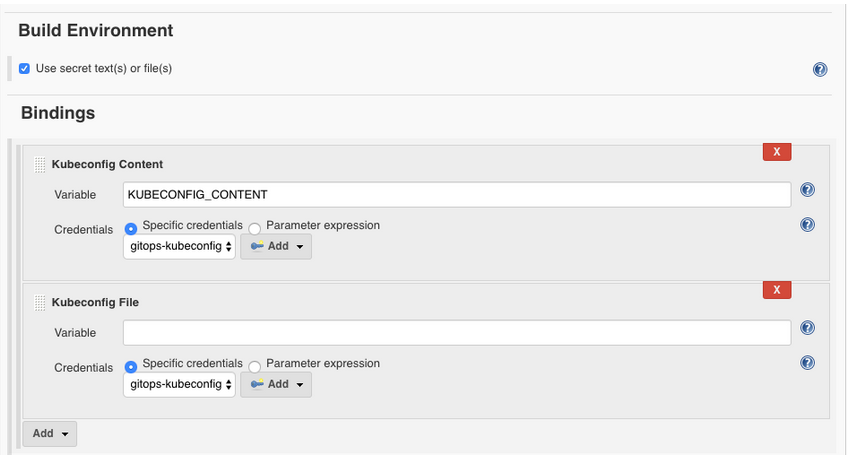 Build Environment
Use secret text(s) or file(s)
?
Bindings
X
Kubeconfig Content
Variable KUBECONFIG_CONTENT ?
Credentials Specific credentials Parameter expression ?
gitops-kubeconfig Add
X
Kubeconfig File
Variable ?
Credentials Specific credentials Parameter expression ?
gitops-kubeconfig Add
Add